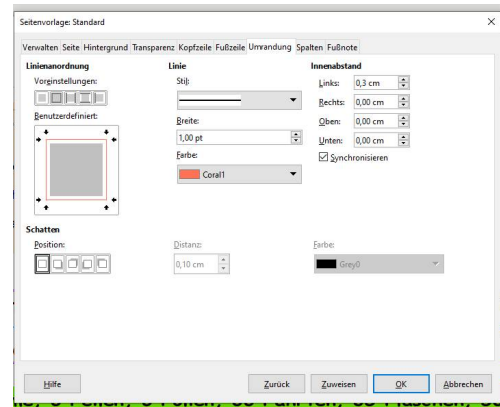 Seitenvorlage: Standard
Verwalten Seite Hintergrund Transparenz Kopfzeile Fußzeile Umrandung Spalten Fußnote
Linienanordnung
Voreinstellungen:
Benutzerdefiniert:
Linie
Stil:
Breite:
1,00 pt
Farbe:
Coral1
Innenabstand
Links: 0,3 cm
Rechts: 0,00 cm
Oben: 0,00 cm
Unten: 0,00 cm
Synchronisieren
Schatten
Position:
Distanz:
0,10 cm
Farbe:
Grey0
Hilfe Zurück Zuweisen OK Abbrechen